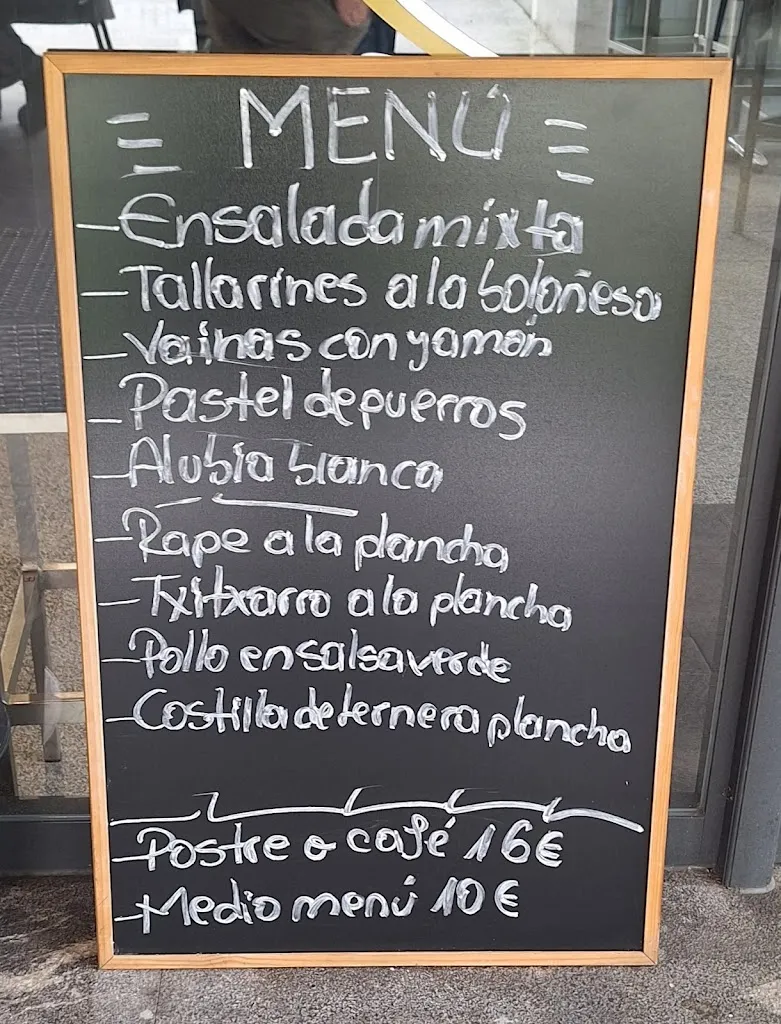 = MENÚ =
- Ensalada mixta
- Tallarines a la boloñesa
- Vainas con yamón
- Pastel de puerros
- Alubia blanca
- Rape a la plancha
- Txitxarro a la plancha
- Pollo en salsa verde
- Costilla de ternera plancha
- Postre o café 16€
- Medio menú 10€